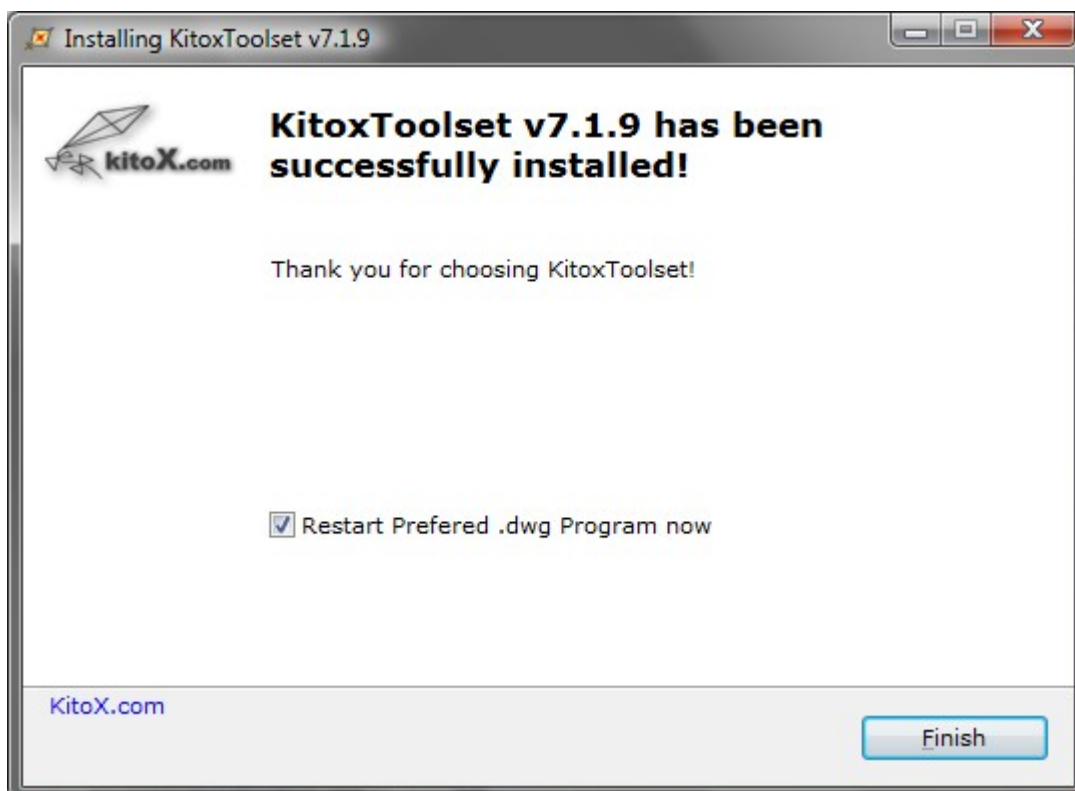 Installing KitoxToolset v7.1.9
kitoX.com
KitoxToolset v7.1.9 has been
successfully installed!
Thank you for choosing KitoxToolset!
Restart Prefered .dwg Program now
KitoX.com
Finish